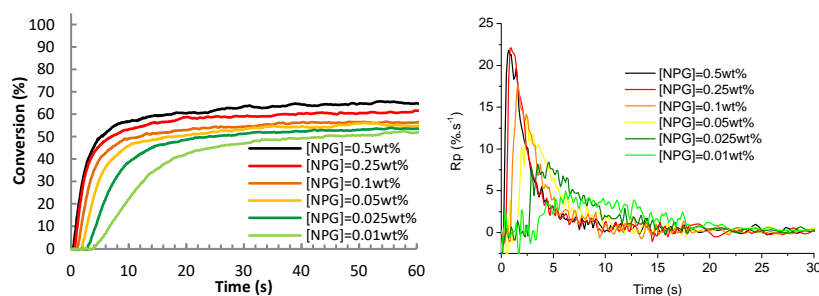 100
90
80
70
60
50
40
30
20
10
0
Conversion (%)
0
10
20
30
40
50
60
Time (s)
[NPG]=0.5wt%
[NPG]=0.25wt%
[NPG]=0.1wt%
[NPG]=0.05wt%
[NPG]=0.025wt%
[NPG]=0.01wt%
25
20
15
10
5
0
Rp (%.s⁻¹)
0
5
10
15
20
25
30
Time (s)
[NPG]=0.5wt%
[NPG]=0.25wt%
[NPG]=0.1wt%
[NPG]=0.05wt%
[NPG]=0.025wt%
[NPG]=0.01wt%